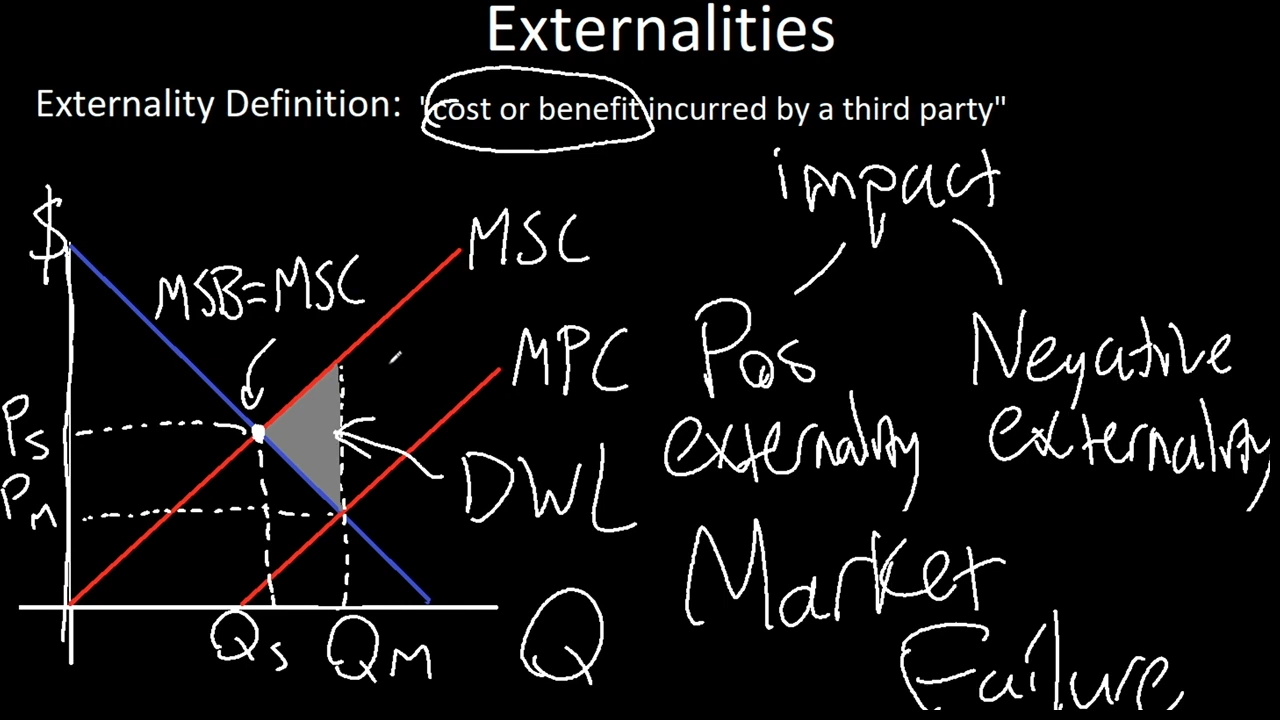 Externalities
Externality Definition: "cost or benefit incurred by a third party"
impact
$
MSC
MSB=MSC
MPC
Pos
externality
Negative
externality
PS
PM
DWL
Market
Failure
QS
QM
Q